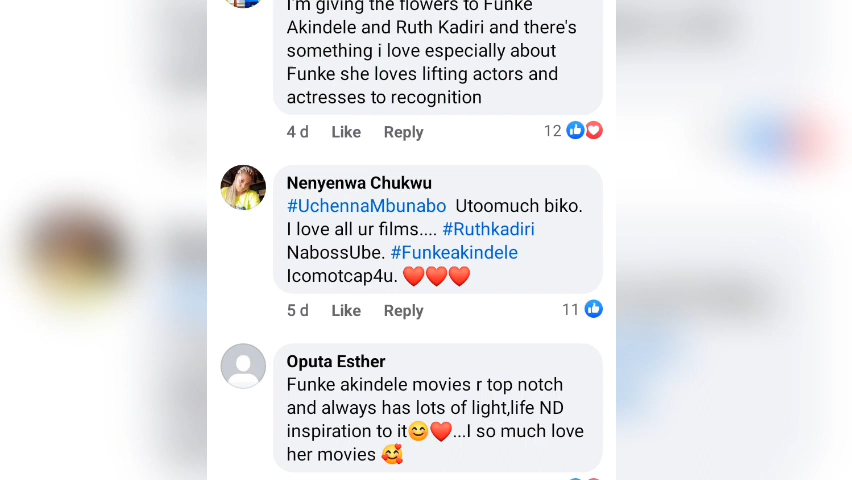 I'm giving the flowers to Funke
Akindele and Ruth Kadiri and there's
something i love especially about
Funke she loves lifting actors and
actresses to recognition
4 d Like Reply 12
Nenyenwa Chukwu
#UchennaMbunabo Utoomuch biko.
I love all ur films.... #Ruthkadiri
NabossUbe. #Funkeakindele
Icomotcap4u. ❤️❤️❤️
5 d Like Reply 11
Oputa Esther
Funke akindele movies r top notch
and always has lots of light,life ND
inspiration to it😊❤️...I so much love
her movies 🥰